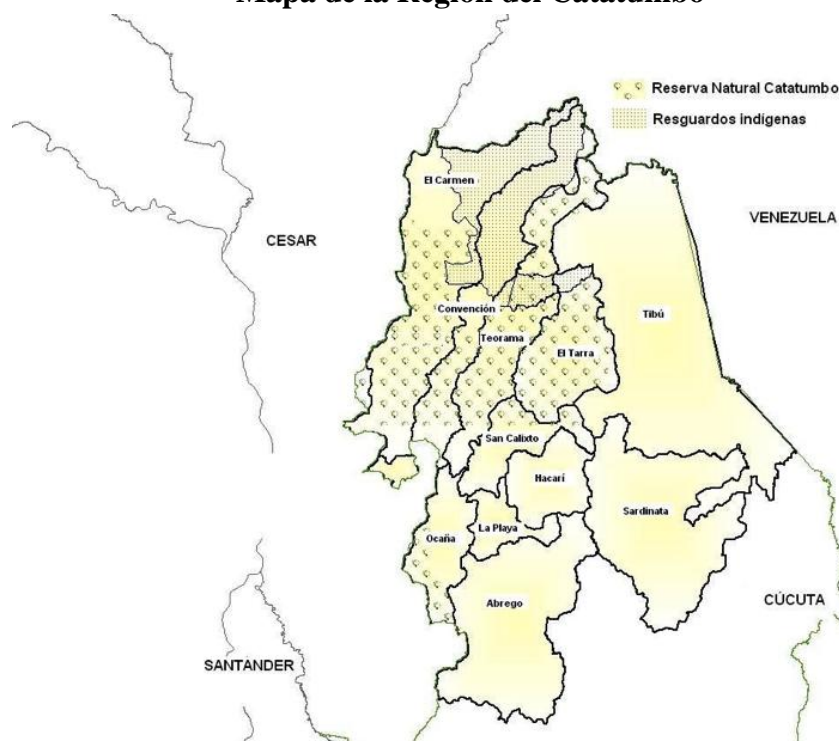 Mapa de la Región del Catatumbo
Reserva Natural Catatumbo
Resguardos indígenas
El Carmen
VENEZUELA
CESAR
Convención
Tibú
Teorama
El Tarra
San Calixto
Hacarí
Sardinata
La Playa
Ocaña
CÚCUTA
Abrego
SANTANDER